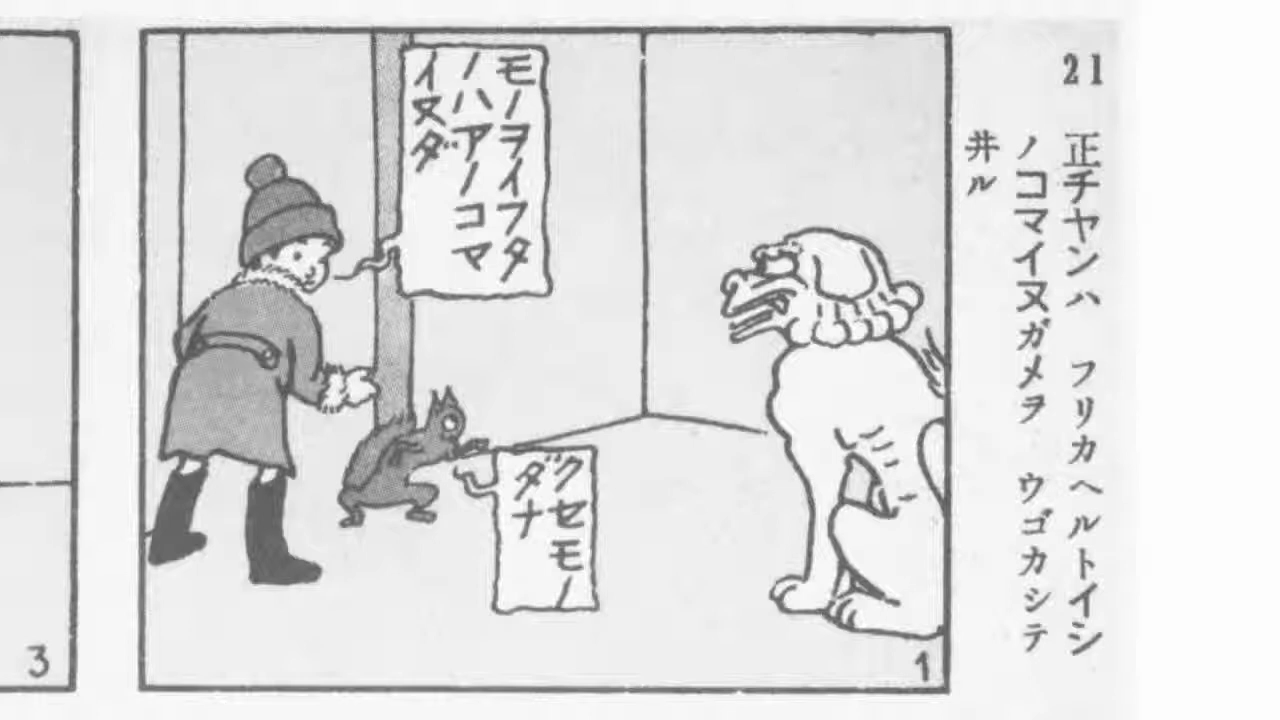 21
正チヤンハ フリカヘルトイシ
ノコマイヌガメヲ ウゴカシテ
井ル
モノヲイフタ
ノハアノコマ
イヌダ
クセモノ
ダナ
1
3